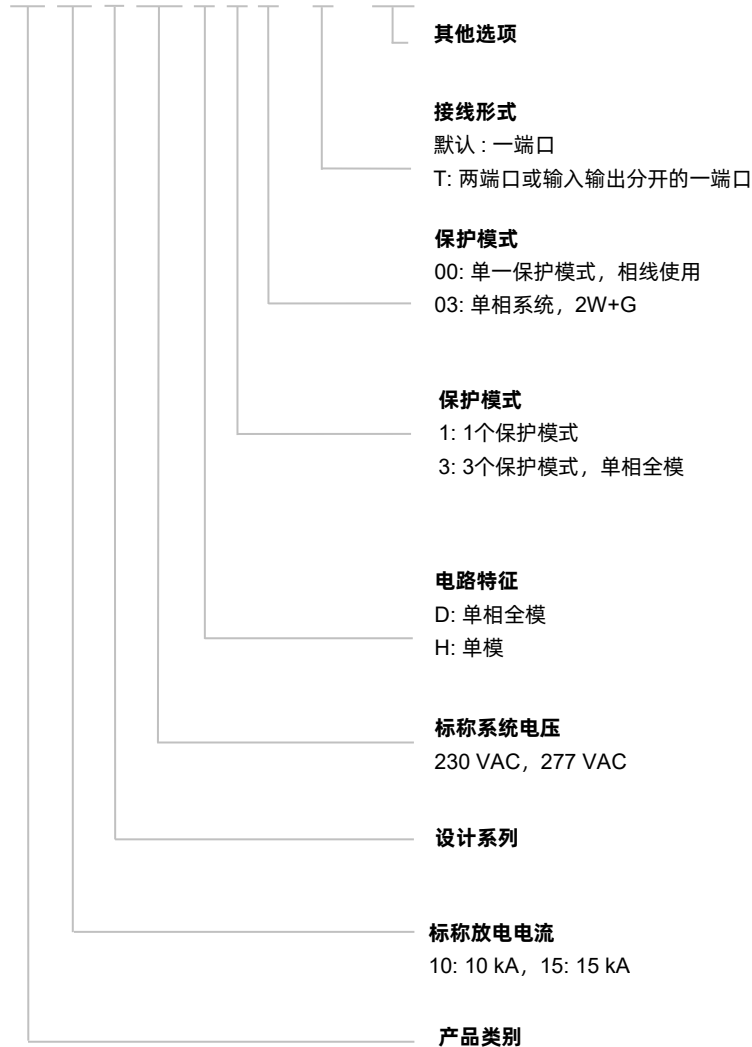 其他选项
接线形式
默认 : 一端口
T: 两端口或输入输出分开的一端口
保护模式
00: 单一保护模式，相线使用
03: 单相系统，2W+G
保护模式
1: 1个保护模式
3: 3个保护模式，单相全模
电路特征
D: 单相全模
H: 单模
标称系统电压
230 VAC，277 VAC
设计系列
标称放电电流
10: 10 kA，15: 15 kA
产品类别